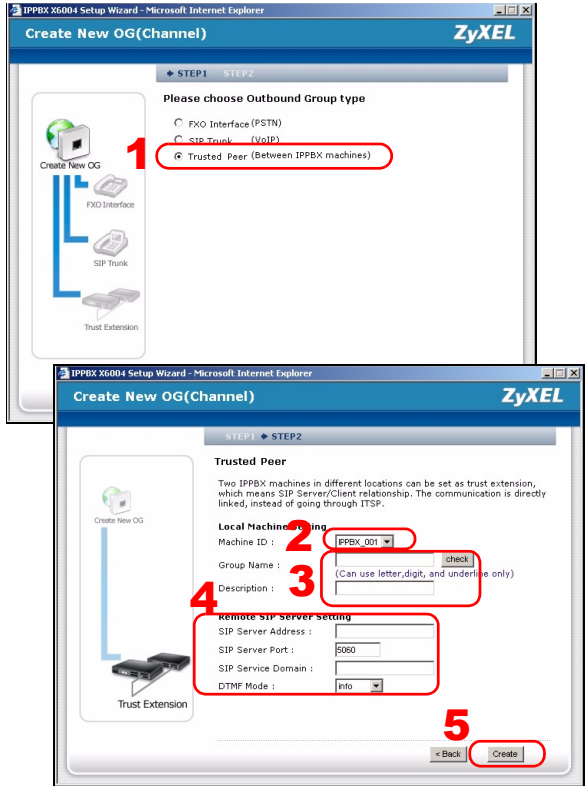 IPPBX X6004 Setup Wizard - Microsoft Internet Explorer
Create New OG(Channel)
ZyXEL
STEP1 STEP2
Please choose Outbound Group type
FXO Interface (PSTN)
SIP Trunk (VoIP)
1
Trusted Peer (Between IPPBX machines)
Create New OG
FXO Interface
SIP Trunk
Trust Extension
IPPBX X6004 Setup Wizard - Microsoft Internet Explorer
Create New OG(Channel)
ZyXEL
STEP1 STEP2
Trusted Peer
Two IPPBX machines in different locations can be set as trust extension,
which means SIP Server/Client relationship. The communication is directly
linked, instead of going through ITSP.
Create New OG
Local Machine Setting
2
Machine ID : IPPBX_001
Group Name : check
(Can use letter,digit, and underline only)
3
Description :
4
Remote SIP Server Setting
SIP Server Address :
SIP Server Port : 5060
SIP Service Domain :
DTMF Mode : info
Trust Extension
5
< Back Create